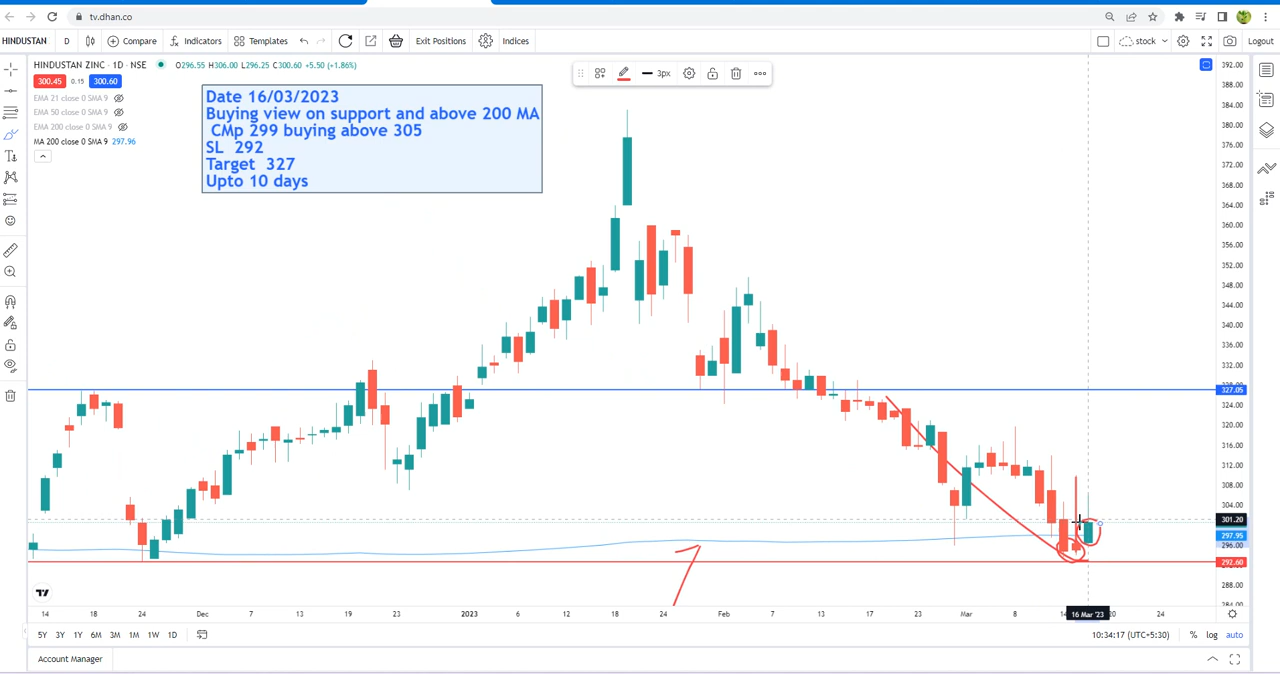 tv.dhan.co
HINDUSTAN D Compare Indicators Templates Exit Positions Indices stock Logout
HINDUSTAN ZINC · 1D · NSE O296.55 H306.00 L296.25 C300.60 +5.50 (+1.86%)
300.45 0.15 300.60
EMA 21 close 0 SMA 9
EMA 50 close 0 SMA 9
EMA 200 close 0 SMA 9
MA 200 close 0 SMA 9 297.96
3px
Date 16/03/2023
Buying view on support and above 200 MA
CMp 299 buying above 305
SL 292
Target 327
Upto 10 days
392.00
388.00
384.00
380.00
376.00
372.00
368.00
364.00
360.00
356.00
352.00
348.00
344.00
340.00
336.00
332.00
327.05
324.00
320.00
316.00
312.00
308.00
304.00
301.20
297.95
296.00
292.60
288.00
284.00
14 18 24 Dec 7 13 19 23 2023 6 12 18 24 Feb 7 13 17 23 Mar 8 16 Mar '23 20 24
5Y 3Y 1Y 6M 3M 1M 1W 1D 10:34:17 (UTC+5:30) % log auto
Account Manager